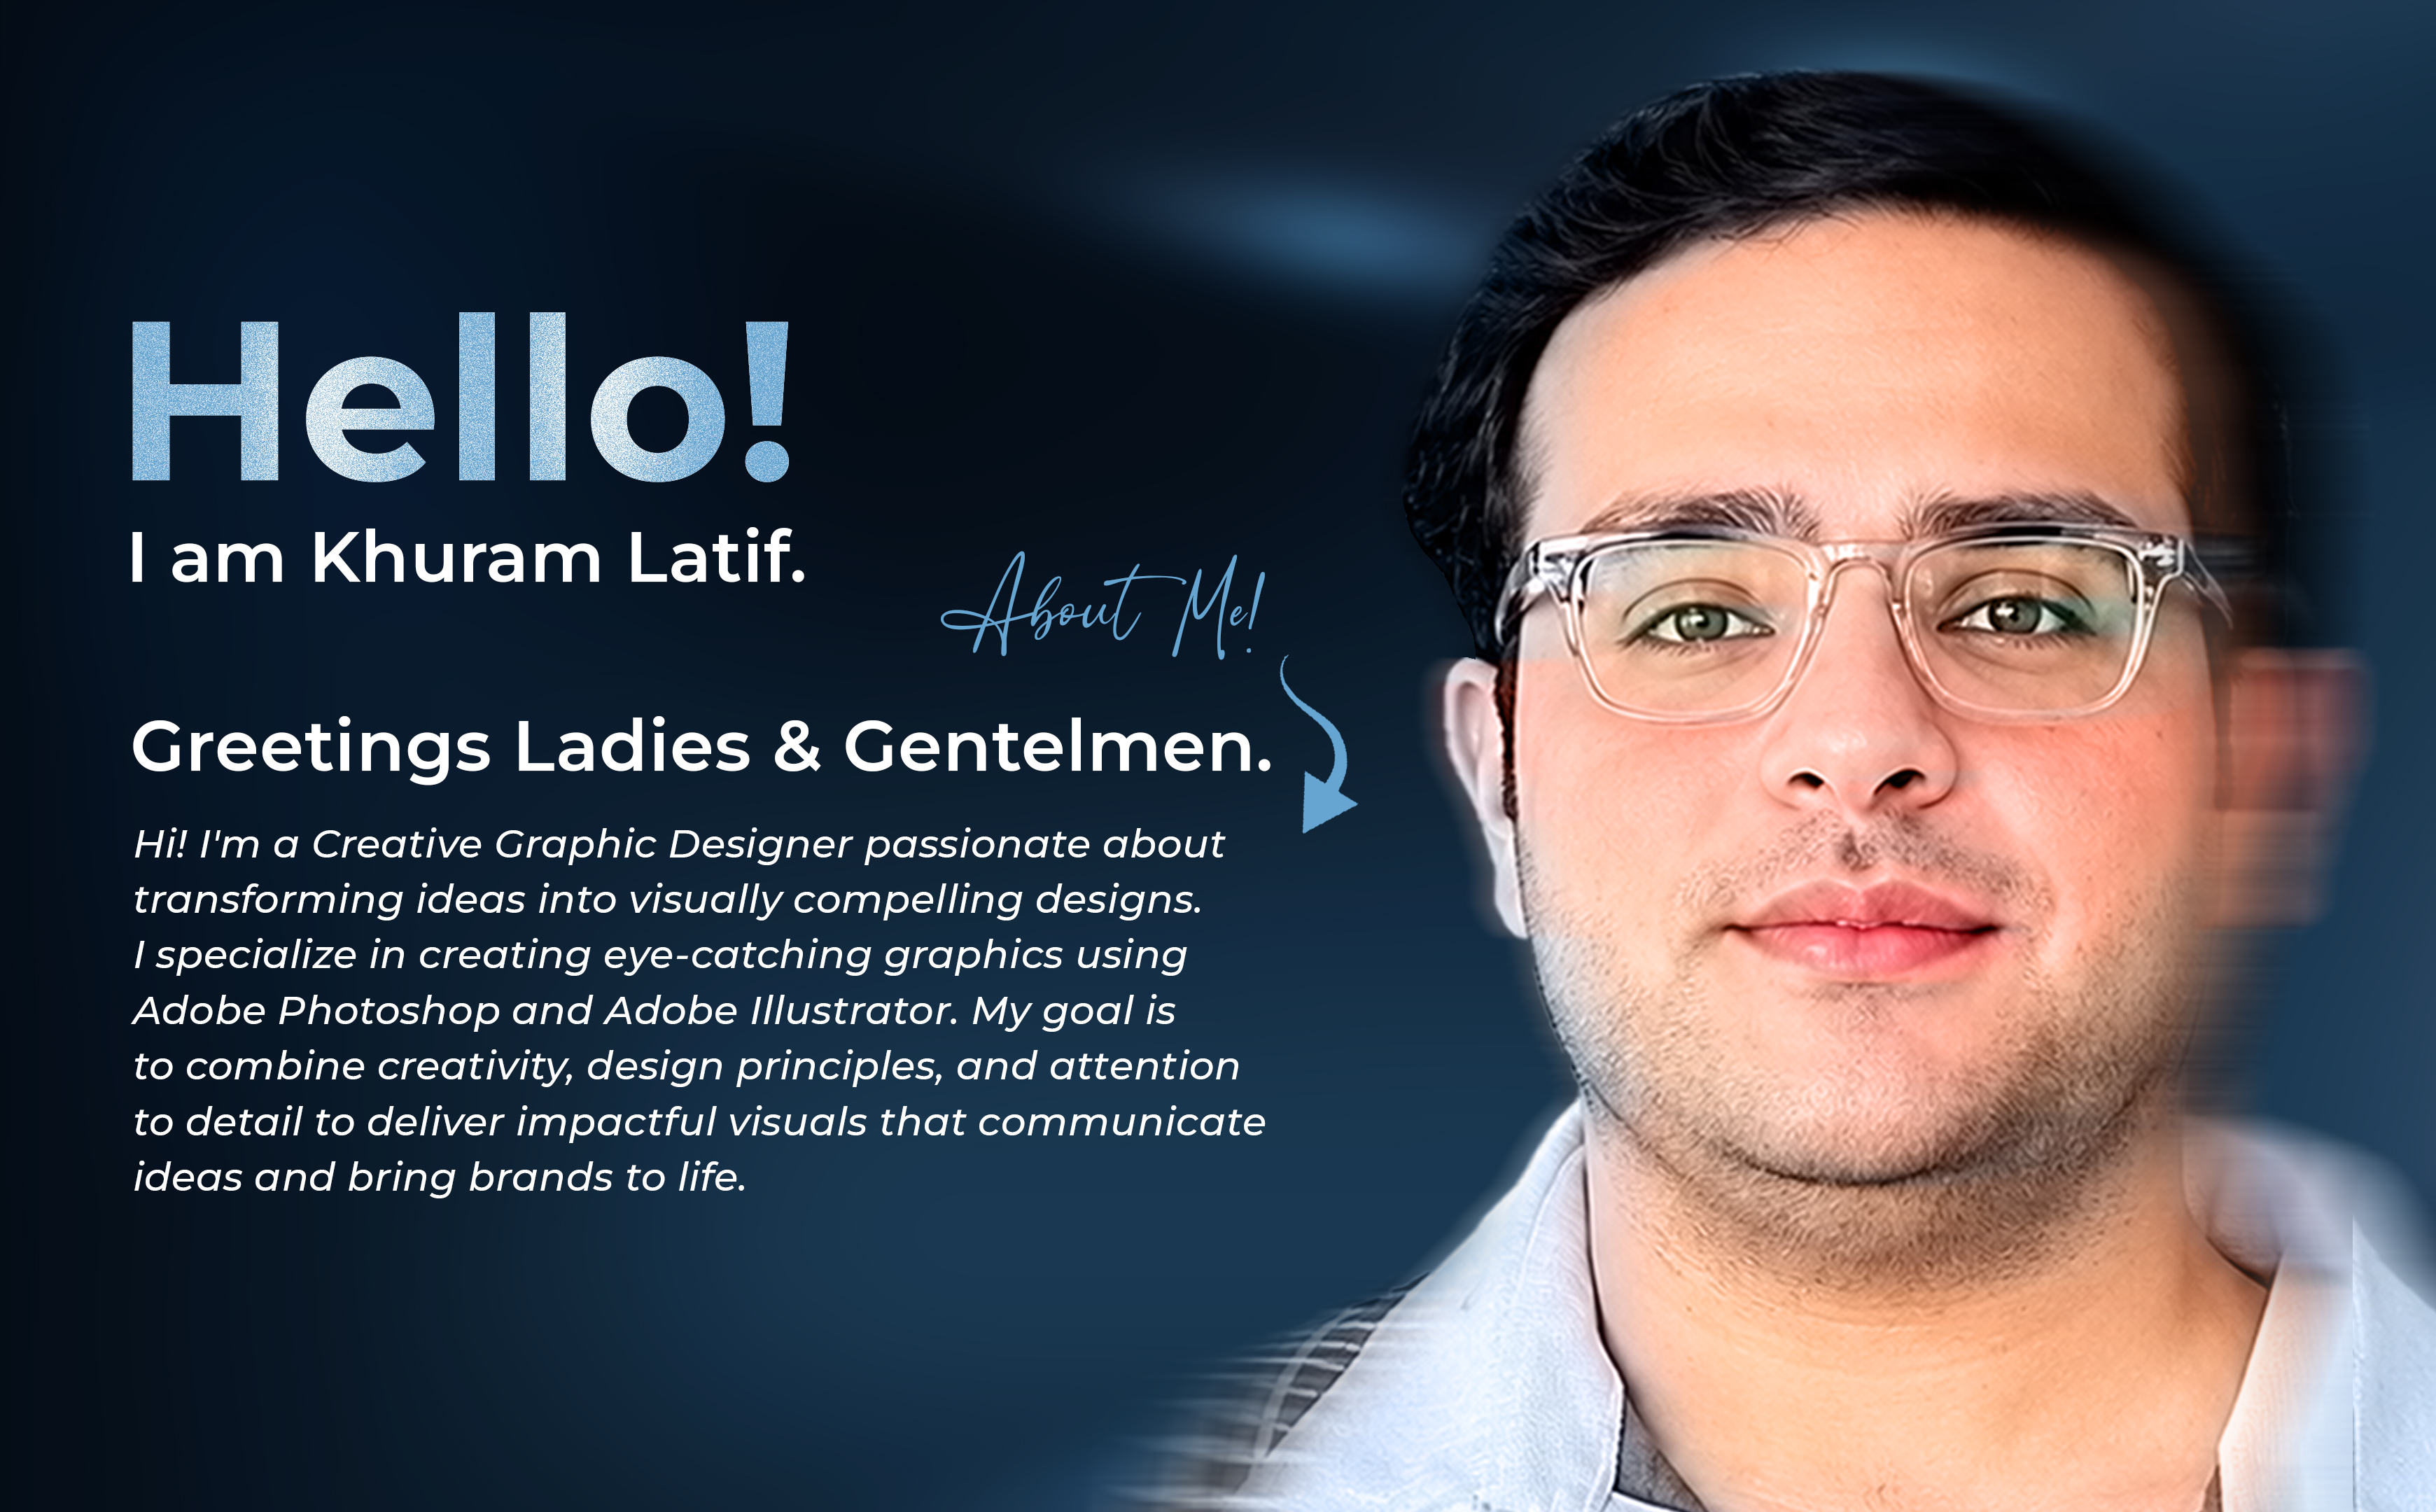 Hello!
I am Khuram Latif.
About Me!
Greetings Ladies & Gentelmen.
Hi! I'm a Creative Graphic Designer passionate about
transforming ideas into visually compelling designs.
I specialize in creating eye-catching graphics using
Adobe Photoshop and Adobe Illustrator. My goal is
to combine creativity, design principles, and attention
to detail to deliver impactful visuals that communicate
ideas and bring brands to life.